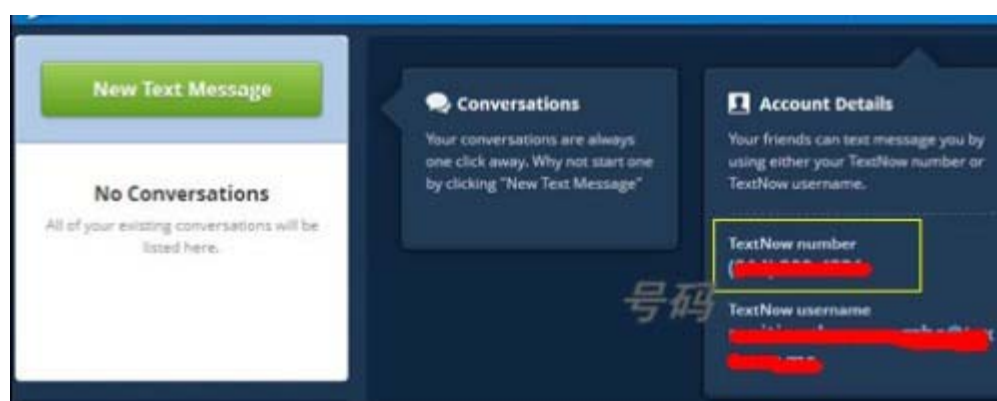 New Text Message
No Conversations
All of your existing conversations will be
listed here.
Conversations
Your conversations are always
one click away. Why not start one
by clicking "New Text Message"
Account Details
Your friends can text message you by
using either your TextNow number or
TextNow username.
TextNow number
号码
TextNow username